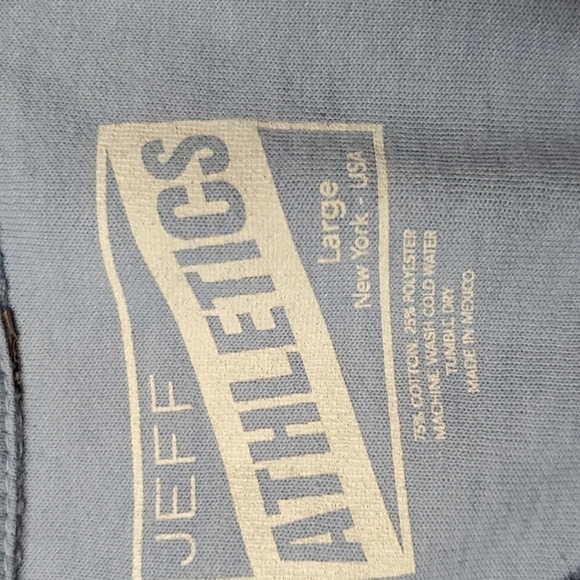 JEFF
ATHLETICS
Large
New York - USA
75% COTTON, 25% POLYESTER
MACHINE WASH COLD WATER
TUMBLE DRY
MADE IN MEXICO